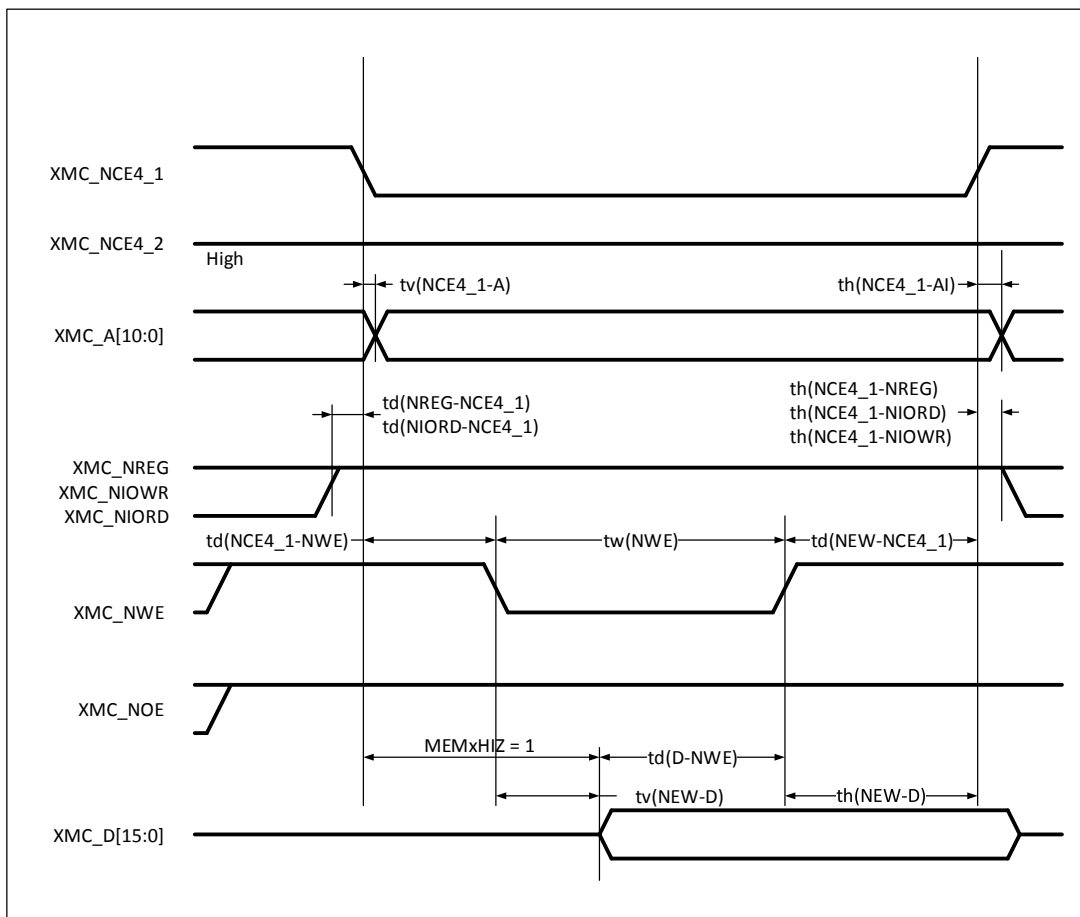 XMC_NCE4_1
XMC_NCE4_2
High
tv(NCE4_1-A)
th(NCE4_1-AI)
XMC_A[10:0]
td(NREG-NCE4_1)
td(NIORD-NCE4_1)
th(NCE4_1-NREG)
th(NCE4_1-NIORD)
th(NCE4_1-NIOWR)
XMC_NREG
XMC_NIOWR
XMC_NIORD
td(NCE4_1-NWE)
tw(NWE)
td(NEW-NCE4_1)
XMC_NWE
XMC_NOE
MEMxHIZ = 1
td(D-NWE)
tv(NEW-D)
th(NEW-D)
XMC_D[15:0]